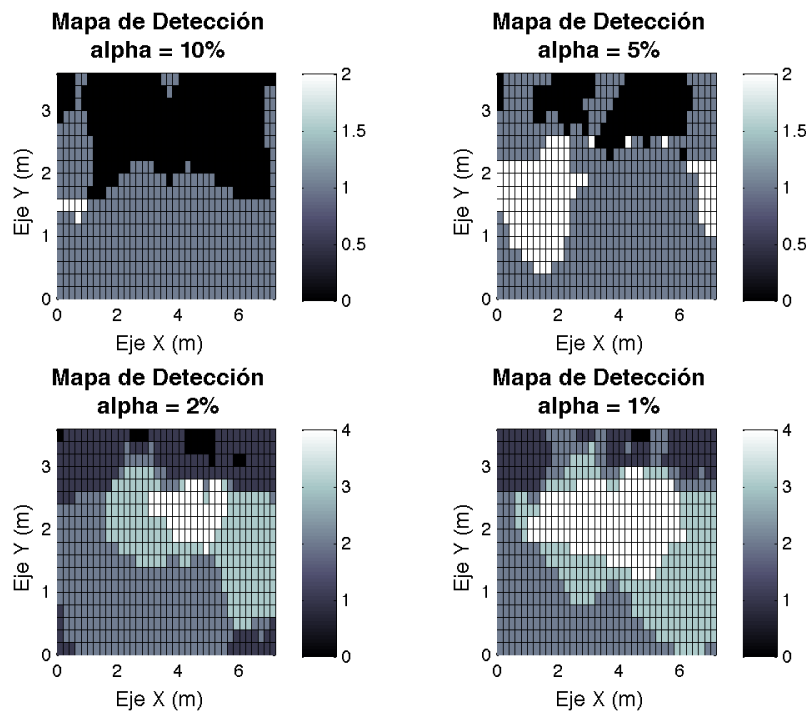 Mapa de Detección
alpha = 10%
Eje Y (m)
3
2
1
0
0 2 4 6
Eje X (m)
2
1.5
1
0.5
0
Mapa de Detección
alpha = 5%
Eje Y (m)
3
2
1
0
0 2 4 6
Eje X (m)
2
1.5
1
0.5
0
Mapa de Detección
alpha = 2%
Eje Y (m)
3
2
1
0
0 2 4 6
Eje X (m)
4
3
2
1
0
Mapa de Detección
alpha = 1%
Eje Y (m)
3
2
1
0
0 2 4 6
Eje X (m)
4
3
2
1
0